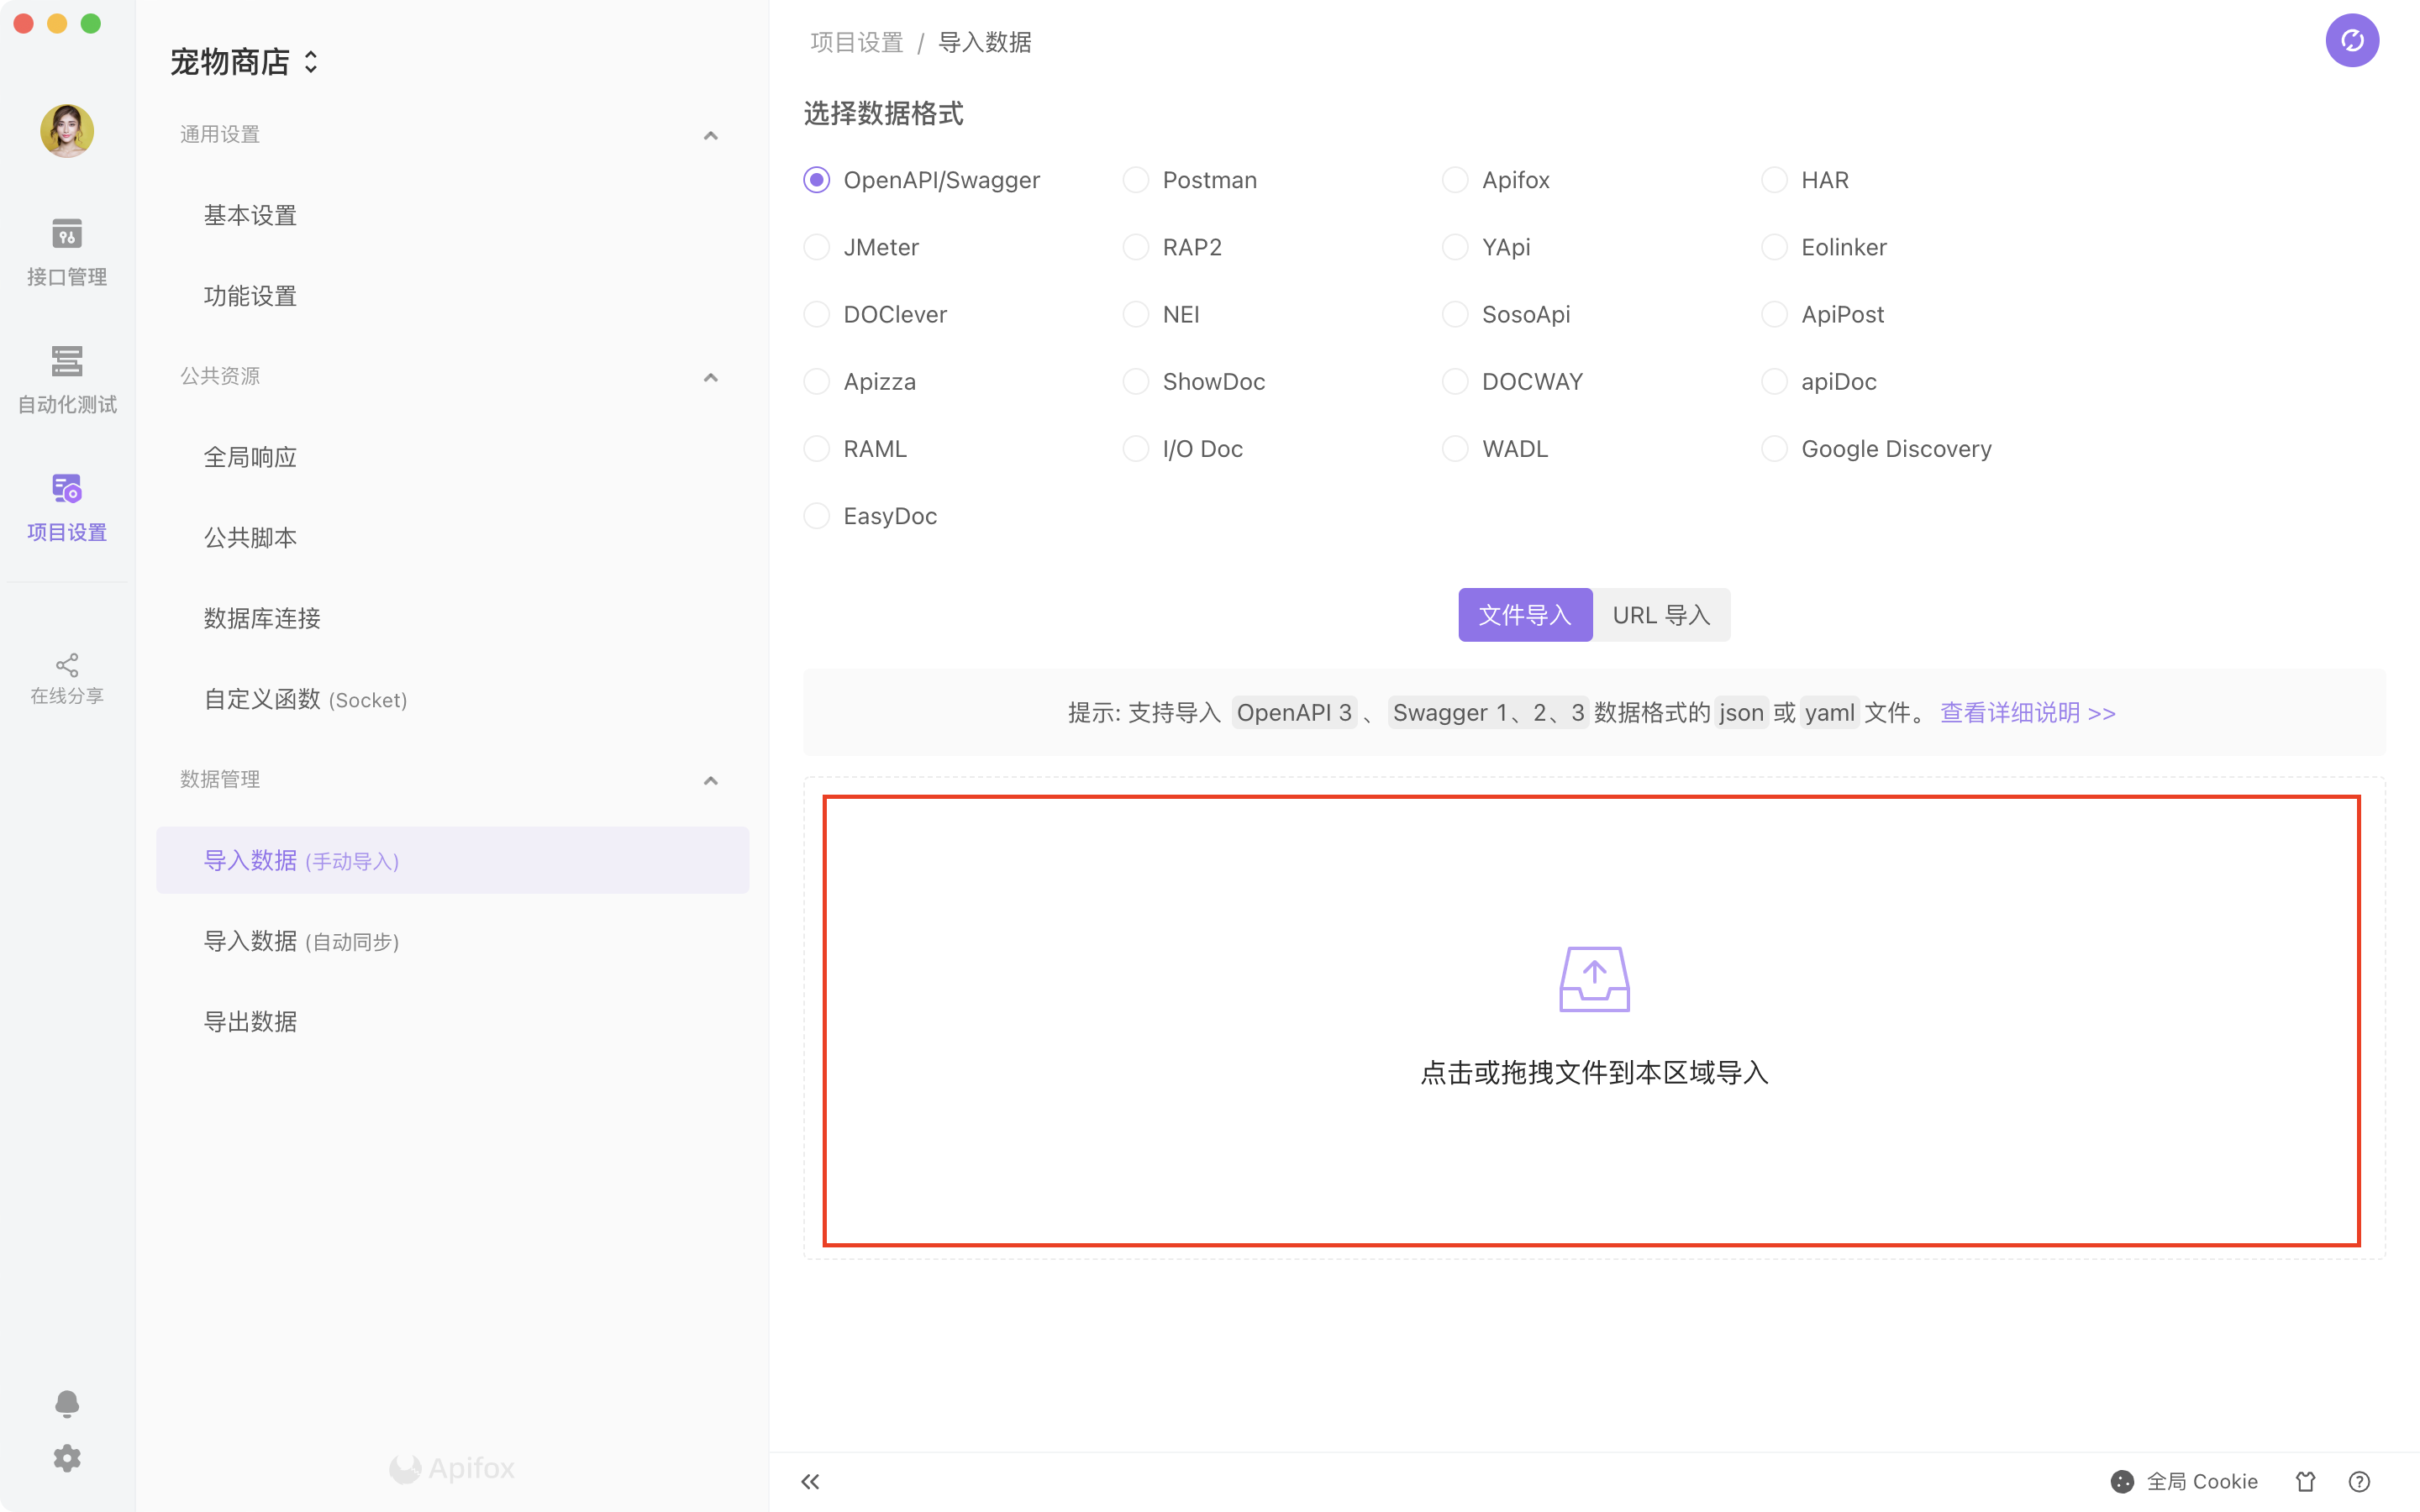 宠物商店
接口管理
自动化测试
项目设置
在线分享
通用设置
基本设置
功能设置
公共资源
全局响应
公共脚本
数据库连接
自定义函数 (Socket)
数据管理
导入数据 (手动导入)
导入数据 (自动同步)
导出数据
Apifox
项目设置 / 导入数据
选择数据格式
OpenAPI/Swagger Postman Apifox HAR
JMeter RAP2 YApi Eolinker
DOClever NEI SosoApi ApiPost
Apizza ShowDoc DOCWAY apiDoc
RAML I/O Doc WADL Google Discovery
EasyDoc
文件导入 URL 导入
提示: 支持导入 OpenAPI 3 、 Swagger 1、2、3 数据格式的 json 或 yaml 文件。 查看详细说明 >>
点击或拖拽文件到本区域导入
全局 Cookie